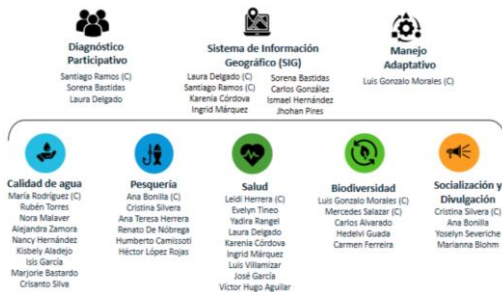 Diagnóstico
Participativo
Santiago Ramos (C)
Sorena Bastidas
Laura Delgado
Sistema de Información
Geográfico (SIG)
Laura Delgado (C)
Santiago Ramos (C)
Karenia Córdova
Ingrid Márquez
Sorena Bastidas
Carlos González
Ismael Hernández
Jhohan Pires
Manejo
Adaptativo
Luis Gonzalo Morales (C)
Calidad de agua
María Rodríguez (C)
Rubén Torres
Nora Malaver
Alejandra Zamora
Nancy Hernández
Kisbely Aladejo
Isis García
Marjorie Bastardo
Crisanto Silva
Pesquería
Ana Bonilla (C)
Cristina Silvera
Ana Teresa Herrera
Renato De Nóbrega
Humberto Camissoti
Héctor López Rojas
Salud
Leidi Herrera (C)
Evelyn Tineo
Yadira Rangel
Laura Delgado
Karenia Córdova
Ingrid Márquez
Luis Villamizar
José García
Víctor Hugo Aguilar
Biodiversidad
Luis Gonzalo Morales (C)
Mercedes Salazar (C)
Carlos Alvarado
Hedelvi Guada
Carmen Ferreira
Socialización y
Divulgación
Cristina Silvera (C)
Ana Bonilla
Yoselyn Severiche
Marianna Blohm